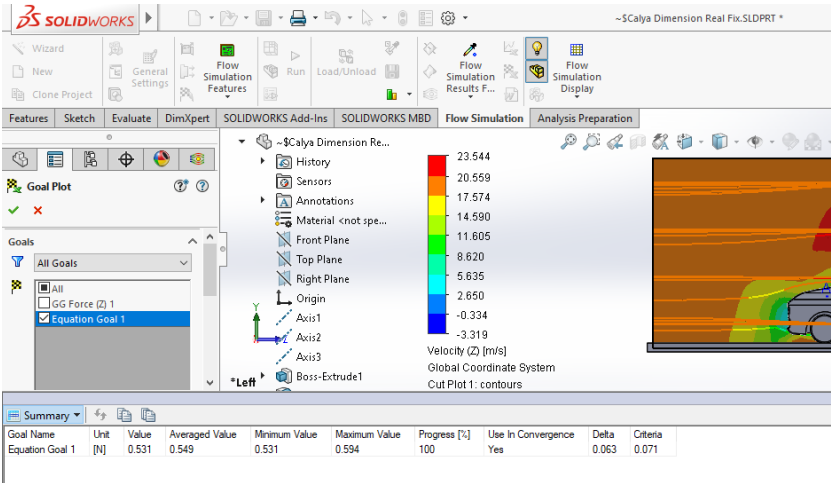 SOLIDWORKS
~$Calya Dimension Real Fix.SLDPRT *
Wizard
New
Clone Project
General Settings
Flow Simulation Features
Run
Load/Unload
Flow Simulation Results F...
Flow Simulation Display
Features Sketch Evaluate DimXpert SOLIDWORKS Add-Ins SOLIDWORKS MBD Flow Simulation Analysis Preparation
Goal Plot
Goals
All Goals
All
GG Force (Z) 1
Equation Goal 1
~$Calya Dimension Re...
History
Sensors
A Annotations
Material <not spe...
Front Plane
Top Plane
Right Plane
Origin
Axis1
Axis2
Axis3
Boss-Extrude1
Y
Z
*Left
23.544
20.559
17.574
14.590
11.605
8.620
5.635
2.650
-0.334
-3.319
Velocity (Z) [m/s]
Global Coordinate System
Cut Plot 1: contours
Summary
Goal Name Unit Value Averaged Value Minimum Value Maximum Value Progress [%] Use In Convergence Delta Criteria
Equation Goal 1 [N] 0.531 0.549 0.531 0.594 100 Yes 0.063 0.071